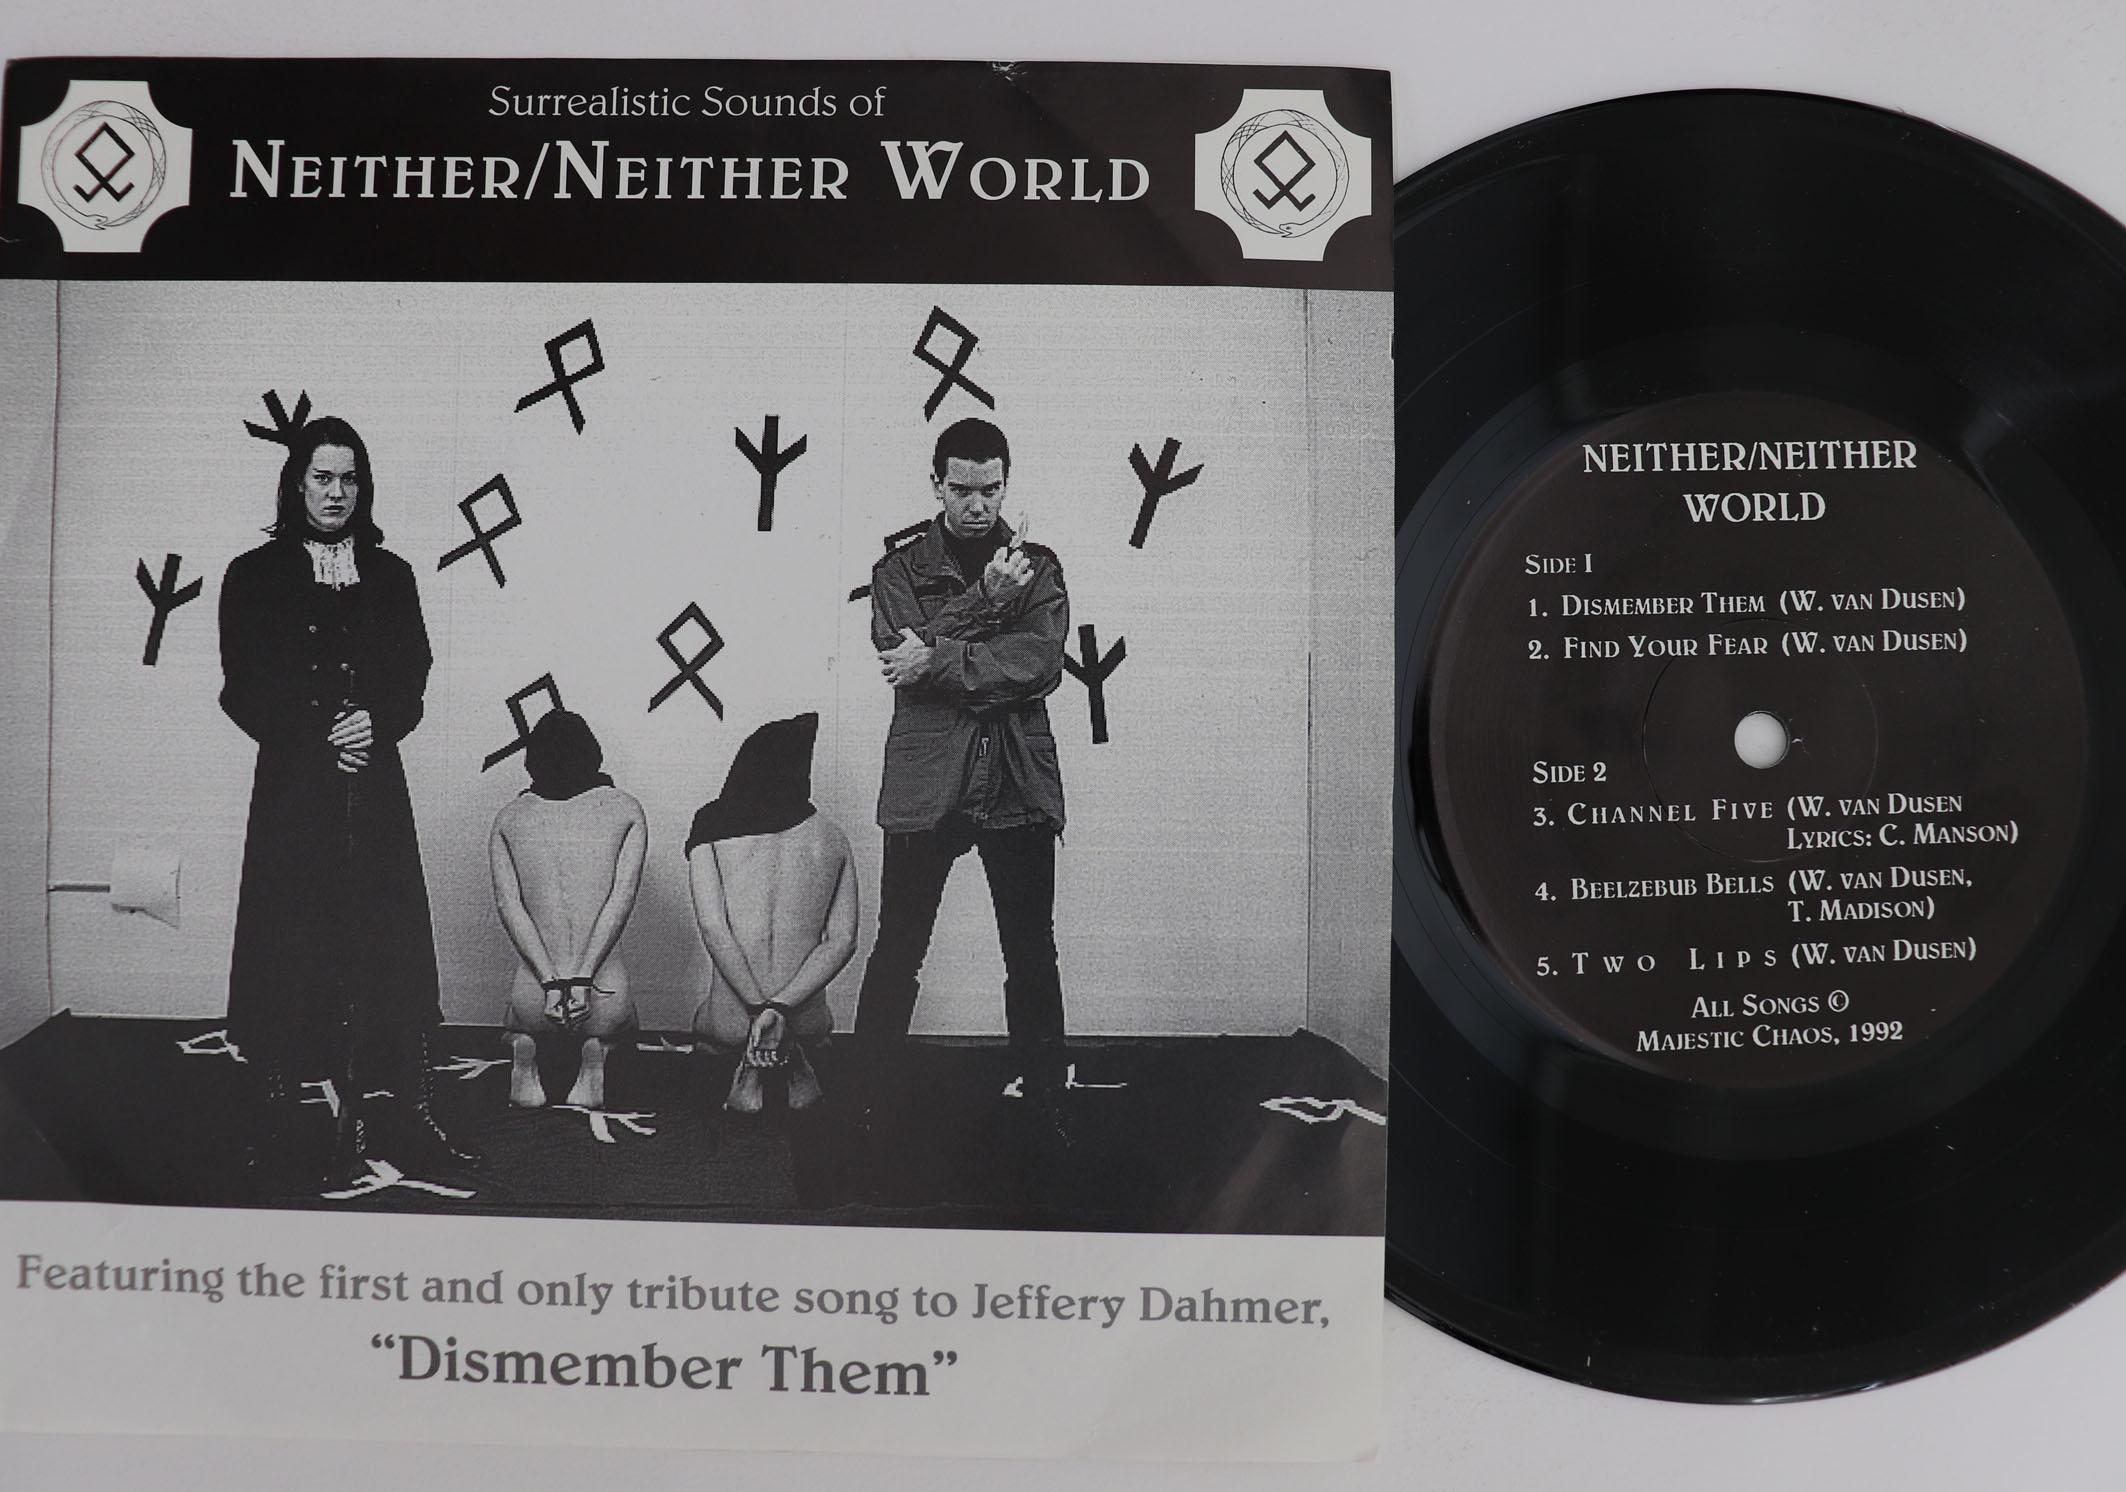 Surrealistic Sounds of
NEITHER/NEITHER WORLD
Featuring the first and only tribute song to Jeffery Dahmer,
“Dismember Them”
NEITHER/NEITHER
WORLD
SIDE I
1. DISMEMBER THEM (W. VAN DUSEN)
2. FIND YOUR FEAR (W. VAN DUSEN)
SIDE 2
3. CHANNEL FIVE (W. VAN DUSEN
LYRICS: C. MANSON)
4. BEELZEBUB BELLS (W. VAN DUSEN,
T. MADISON)
5. TWO LIPS (W. VAN DUSEN)
ALL SONGS ©
MAJESTIC CHAOS, 1992